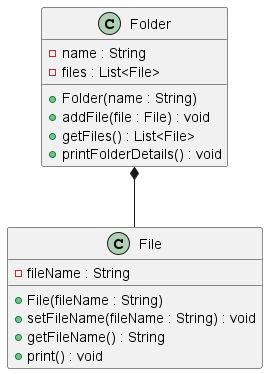 C Folder
name : String
files : List<File>
Folder(name : String)
addFile(file : File) : void
getFiles() : List<File>
printFolderDetails() : void
C File
fileName : String
File(fileName : String)
setFileName(fileName : String) : void
getFileName() : String
print() : void